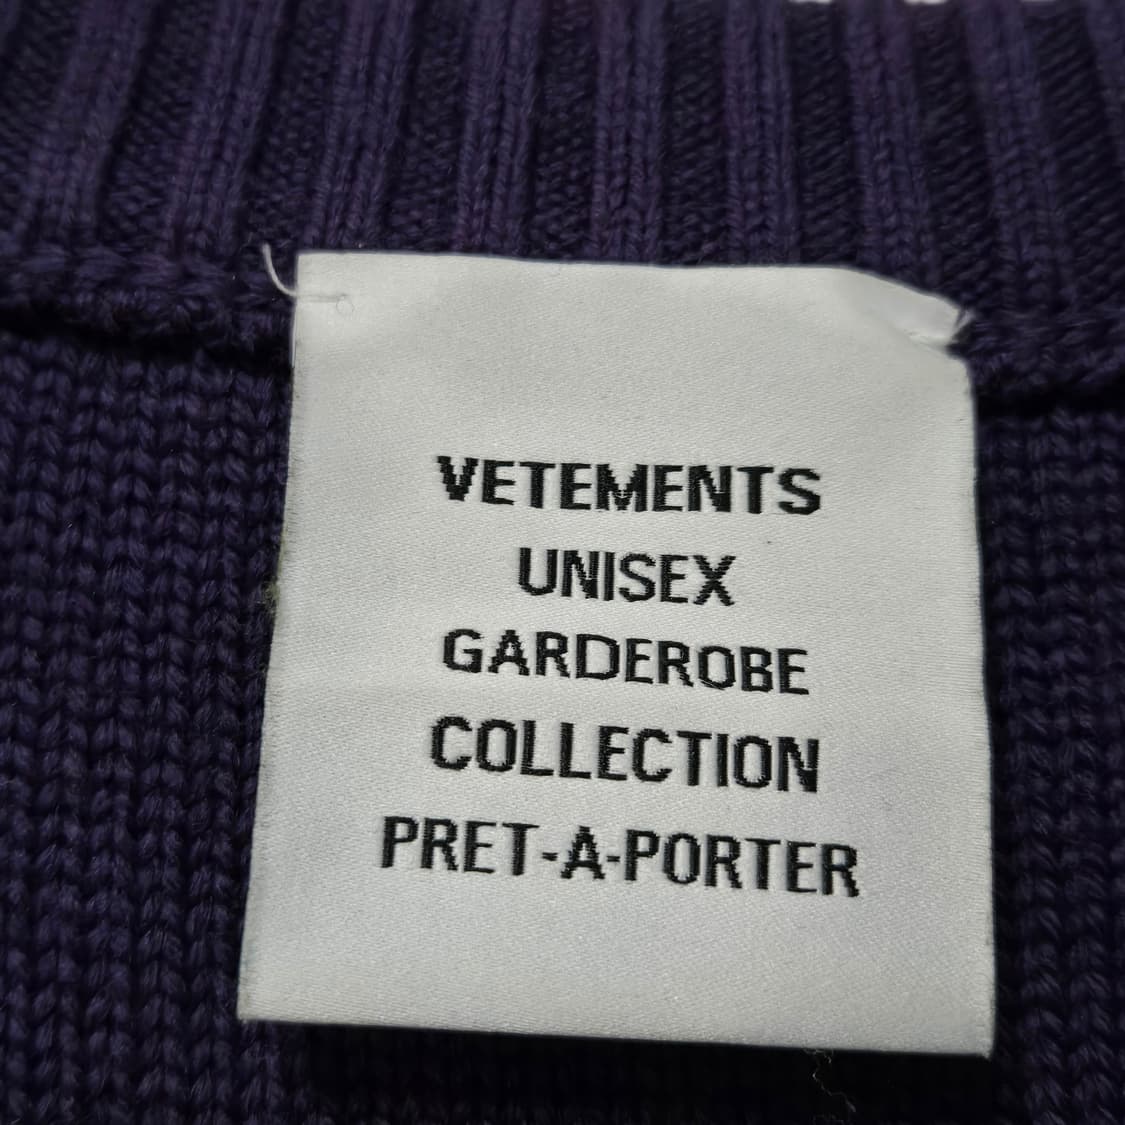 VETEMENTS
UNISEX
GARDEROBE
COLLECTION
PRET-A-PORTER